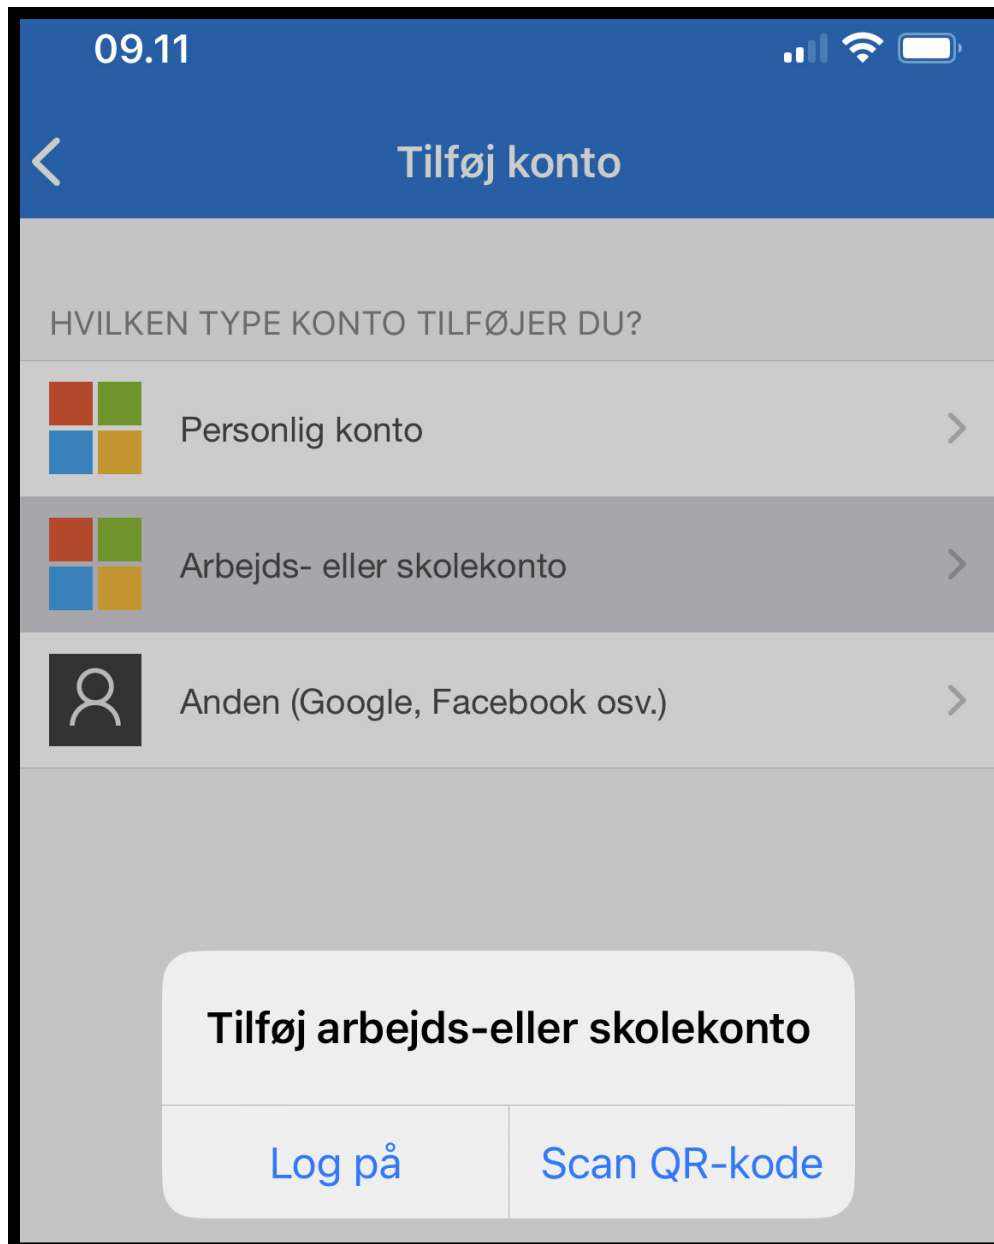 09.11
Tilføj konto
HVILKEN TYPE KONTO TILFØJER DU?
Personlig konto
Arbejds- eller skolekonto
Anden (Google, Facebook osv.)
Tilføj arbejds-eller skolekonto
Log på
Scan QR-kode